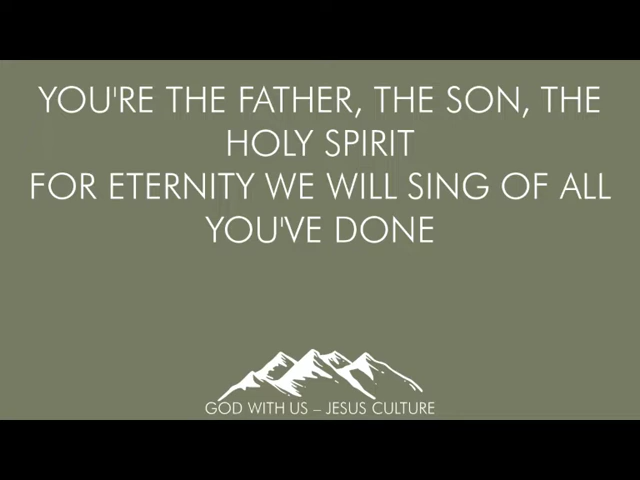 YOU'RE THE FATHER, THE SON, THE
HOLY SPIRIT
FOR ETERNITY WE WILL SING OF ALL
YOU'VE DONE
GOD WITH US – JESUS CULTURE